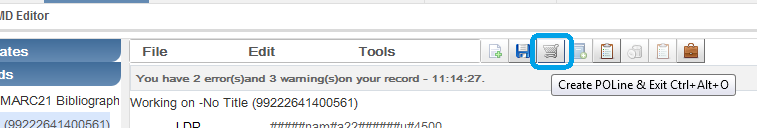 MD Editor
ates
File Edit Tools
ds
You have 2 error(s)and 3 warning(s)on your record - 11:14:27.
Create POLine & Exit Ctrl+Alt+O
MARC21 Bibliograph
Working on -No Title (99222641400561)
(99222641400561)
LDR #####nam#a22######u#4500